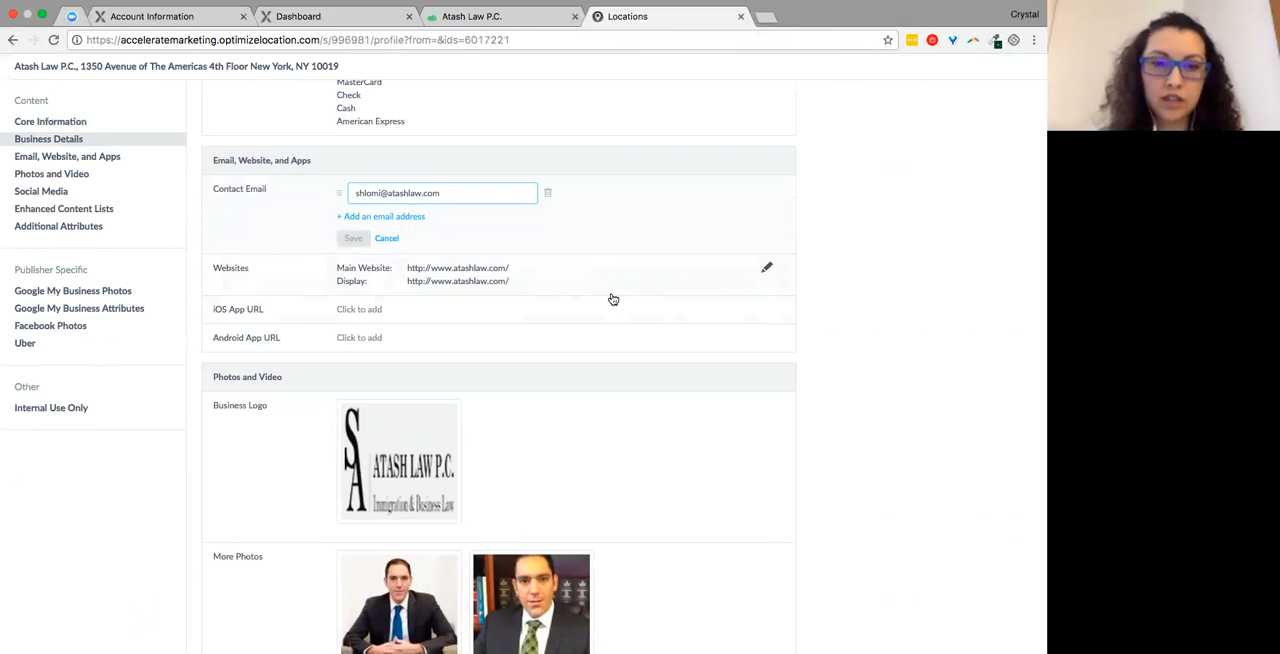 Account Information
Dashboard
Atash Law P.C.
Locations
Crystal
https://acceleratemarketing.optimizelocation.com/s/996981/profile?from=&ids=6017221
Atash Law P.C., 1350 Avenue of The Americas 4th Floor New York, NY 10019
Content
Core Information
Business Details
Email, Website, and Apps
Photos and Video
Social Media
Enhanced Content Lists
Additional Attributes
Publisher Specific
Google My Business Photos
Google My Business Attributes
Facebook Photos
Uber
Other
Internal Use Only
MasterCard
Check
Cash
American Express
Email, Website, and Apps
Contact Email shlomi@atashlaw.com
+ Add an email address
Save Cancel
Websites Main Website: http://www.atashlaw.com/
Display: http://www.atashlaw.com/
iOS App URL Click to add
Android App URL Click to add
Photos and Video
Business Logo
SA
ATASH LAW P.C.
Immigration & Business Law
More Photos